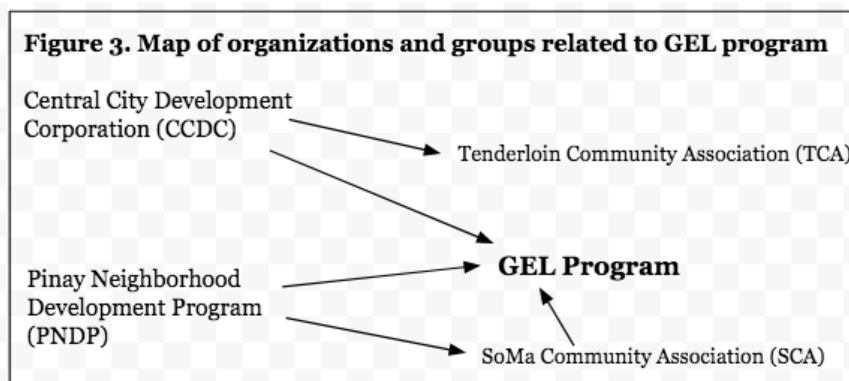 Figure 3. Map of organizations and groups related to GEL program
Central City Development
Corporation (CCDC)
Tenderloin Community Association (TCA)
GEL Program
Pinay Neighborhood
Development Program
(PNDP)
SoMa Community Association (SCA)